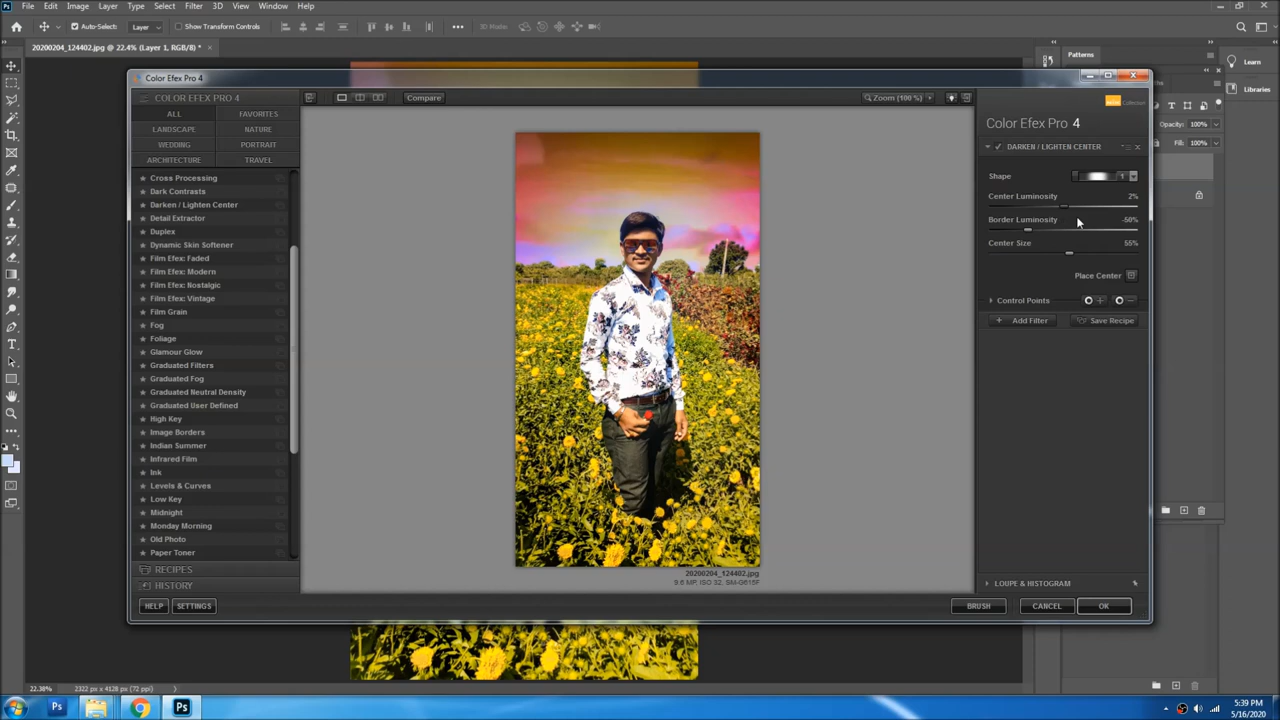 File Edit Image Layer Type Select Filter 3D View Window Help
Auto-Select: Layer Show Transform Controls 3D Mode:
20200204_124402.jpg @ 22.4% (Layer 1, RGB/8) *
Patterns
Learn
Libraries
Opacity: 100%
Fill: 100%
Color Efex Pro 4
COLOR EFEX PRO 4
ALL FAVORITES
LANDSCAPE NATURE
WEDDING PORTRAIT
ARCHITECTURE TRAVEL
Cross Processing
Dark Contrasts
Darken / Lighten Center
Detail Extractor
Duplex
Dynamic Skin Softener
Film Efex: Faded
Film Efex: Modern
Film Efex: Nostalgic
Film Efex: Vintage
Film Grain
Fog
Foliage
Glamour Glow
Graduated Filters
Graduated Fog
Graduated Neutral Density
Graduated User Defined
High Key
Image Borders
Indian Summer
Infrared Film
Ink
Levels & Curves
Low Key
Midnight
Monday Morning
Old Photo
Paper Toner
RECIPES
HISTORY
HELP SETTINGS
Compare
Zoom (100 %)
20200204_124402.jpg
9.6 MP, ISO 32, SM-G615F
Collection
Color Efex Pro 4
DARKEN / LIGHTEN CENTER
Shape 1
Center Luminosity 2%
Border Luminosity -50%
Center Size 55%
Place Center
Control Points
Add Filter Save Recipe
LOUPE & HISTOGRAM
BRUSH CANCEL OK
22.38% 2322 px x 4128 px (72 ppi)
5:39 PM
5/16/2020